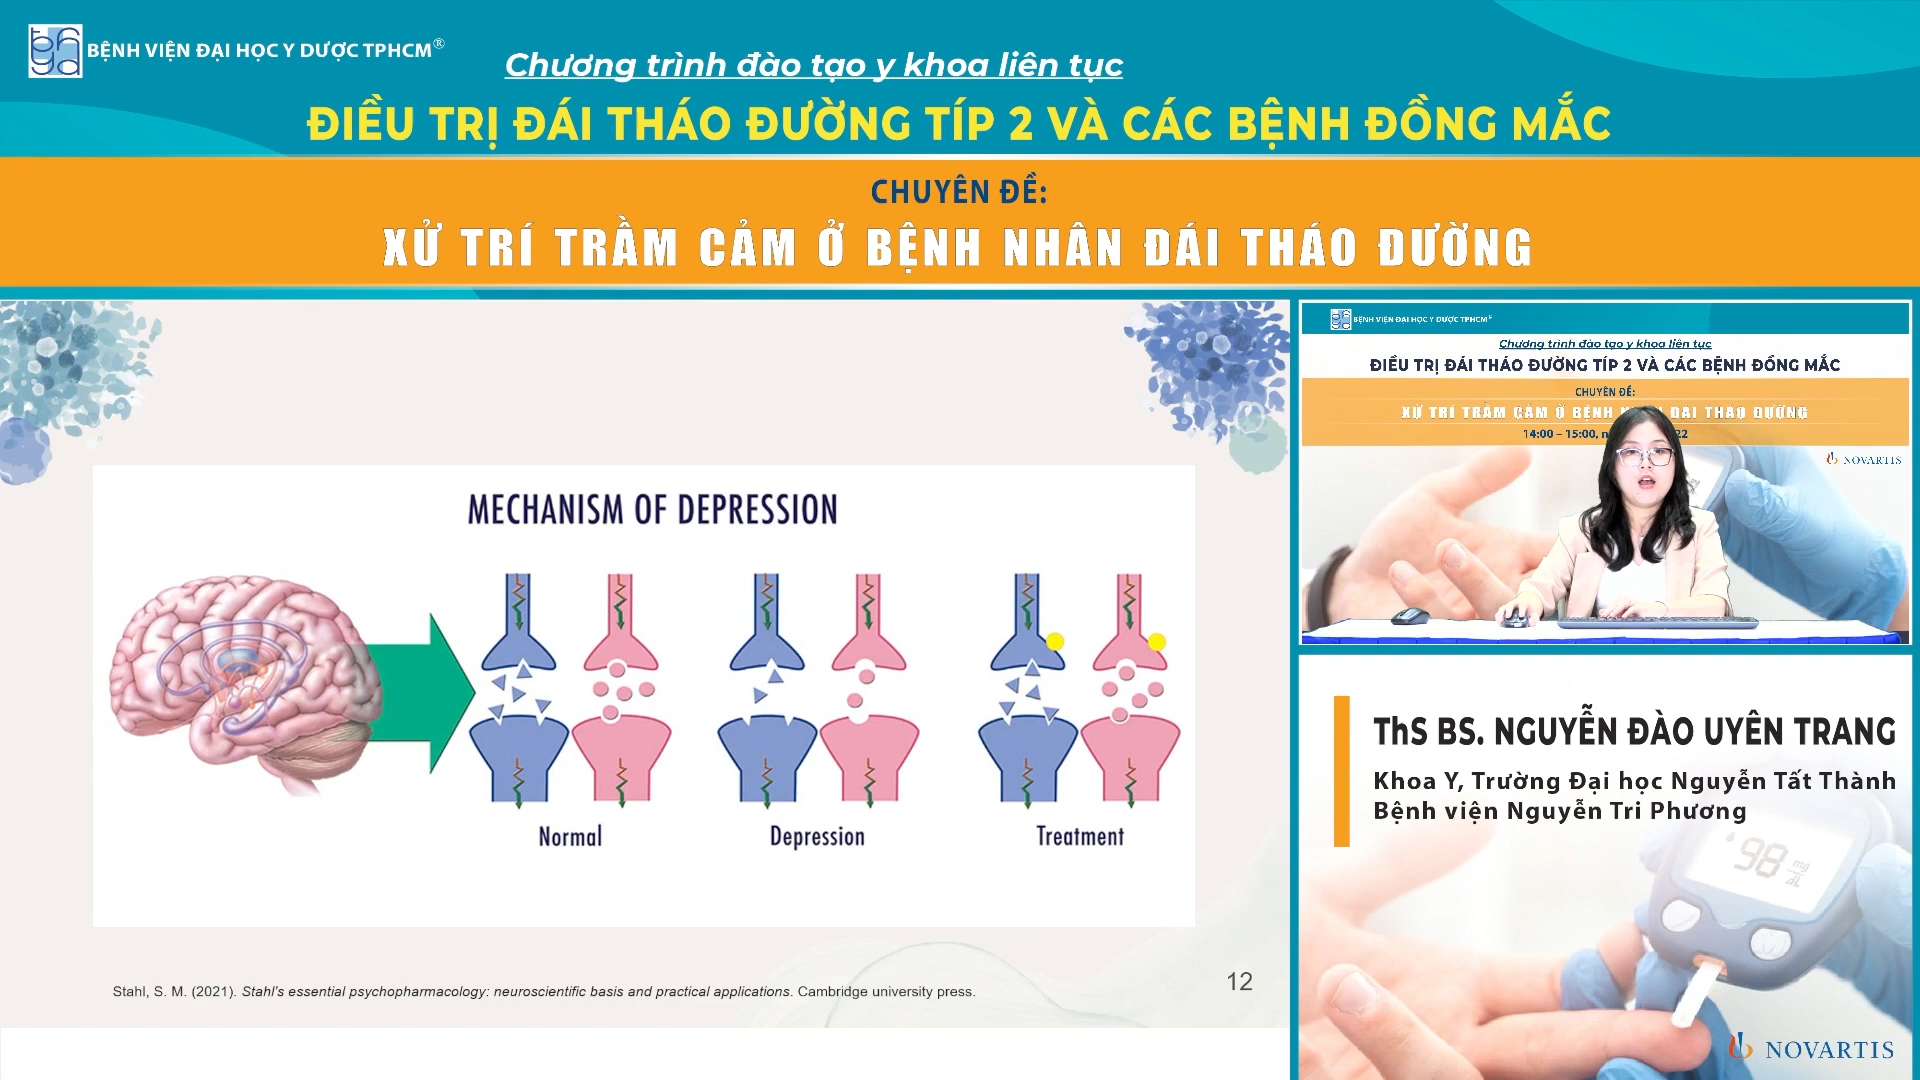 BỆNH VIỆN ĐẠI HỌC Y DƯỢC TPHCM®
Chương trình đào tạo y khoa liên tục
ĐIỀU TRỊ ĐÁI THÁO ĐƯỜNG TÍP 2 VÀ CÁC BỆNH ĐỒNG MẮC
CHUYÊN ĐỀ:
XỬ TRÍ TRẦM CẢM Ở BỆNH NHÂN ĐÁI THÁO ĐƯỜNG
MECHANISM OF DEPRESSION
Normal
Depression
Treatment
Stahl, S. M. (2021). Stahl's essential psychopharmacology: neuroscientific basis and practical applications. Cambridge university press.
12
BỆNH VIỆN ĐẠI HỌC Y DƯỢC TPHCM®
Chương trình đào tạo y khoa liên tục
ĐIỀU TRỊ ĐÁI THÁO ĐƯỜNG TÍP 2 VÀ CÁC BỆNH ĐỒNG MẮC
CHUYÊN ĐỀ:
XỬ TRÍ TRẦM CẢM Ở BỆNH ĐÁI THÁO ĐƯỜNG
14:00 – 15:00, 22
NOVARTIS
ThS BS. NGUYỄN ĐÀO UYÊN TRANG
Khoa Y, Trường Đại học Nguyễn Tất Thành
Bệnh viện Nguyễn Tri Phương
98 mg
dL
NOVARTIS